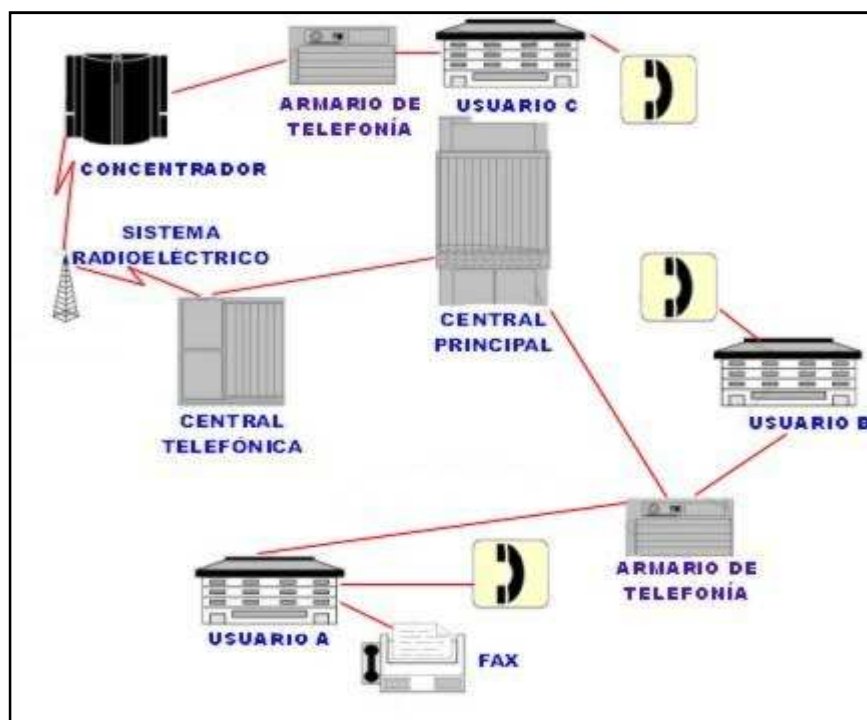 ARMARIO DE
TELEFONÍA
USUARIO C
CONCENTRADOR
SISTEMA
RADIOELÉCTRICO
CENTRAL
PRINCIPAL
CENTRAL
TELEFÓNICA
USUARIO B
ARMARIO DE
TELEFONÍA
USUARIO A
FAX